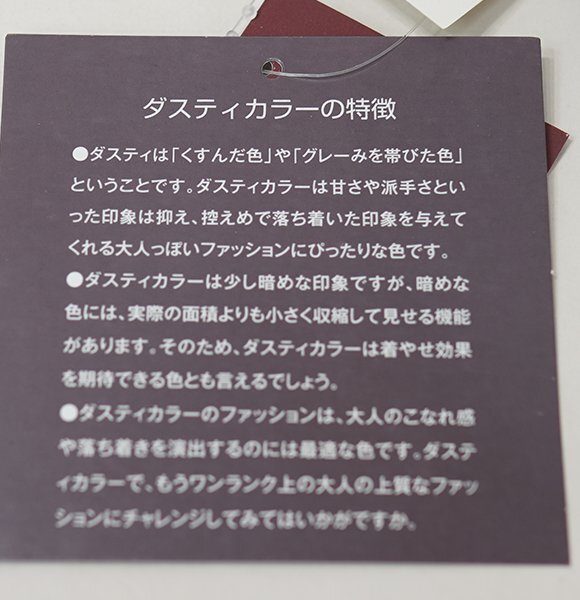 ダスティカラーの特徴
●ダスティは「くすんだ色」や「グレーみを帯びた色」
ということです。ダスティカラーは甘さや派手さとい
った印象は抑え、控えめで落ち着いた印象を与えて
くれる大人っぽいファッションにぴったりな色です。
●ダスティカラーは少し暗めな印象ですが、暗めな
色には、実際の面積よりも小さく収縮して見せる機能
があります。そのため、ダスティカラーは着やせ効果
を期待できる色とも言えるでしょう。
●ダスティカラーのファッションは、大人のこなれ感
や落ち着きを演出するのには最適な色です。ダステ
ィカラーで、もうワンランク上の大人の上質なファッ
ションにチャレンジしてみてはいかがですか。